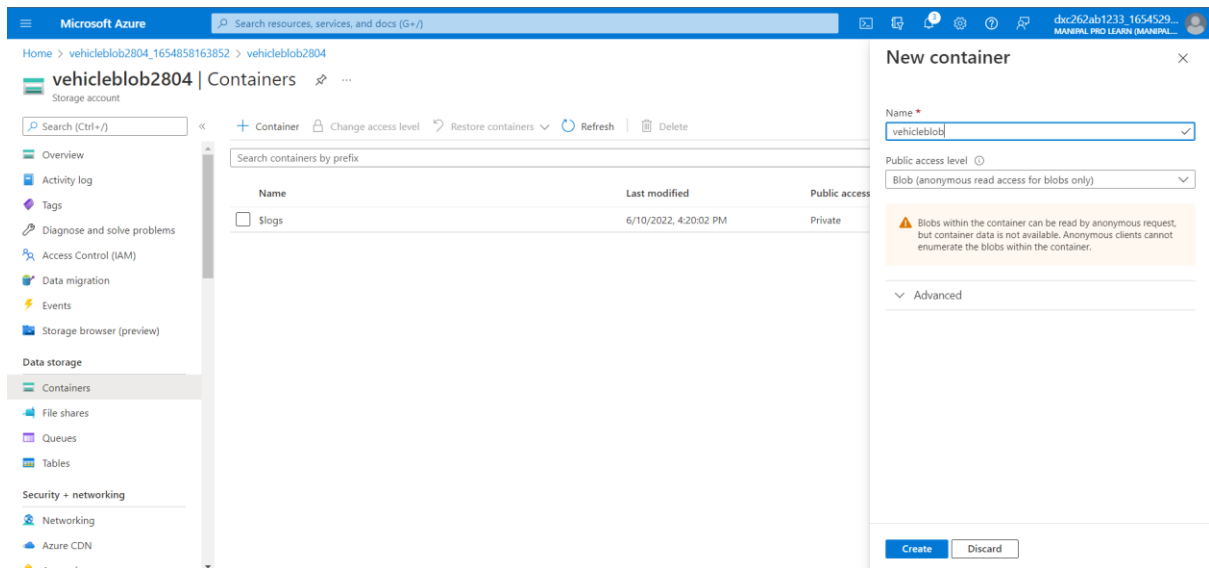 Microsoft Azure
Search resources, services, and docs (G+/)
3
dxc262ab1233_1654529...
MANIPAL PRO LEARN (MANIPAL...
Home > vehicleblob2804_1654858163852 > vehicleblob2804
vehicleblob2804 | Containers
...
Storage account
Search (Ctrl+/)
«
+ Container
Change access level
Restore containers
Refresh
Delete
Overview
Activity log
Tags
Diagnose and solve problems
Access Control (IAM)
Data migration
Events
Storage browser (preview)
Data storage
Containers
File shares
Queues
Tables
Security + networking
Networking
Azure CDN
Search containers by prefix
Name
Last modified
Public access
$logs
6/10/2022, 4:20:02 PM
Private
New container
Name *
vehicleblob
Public access level
Blob (anonymous read access for blobs only)
Blobs within the container can be read by anonymous request,
but container data is not available. Anonymous clients cannot
enumerate the blobs within the container.
Advanced
Create
Discard